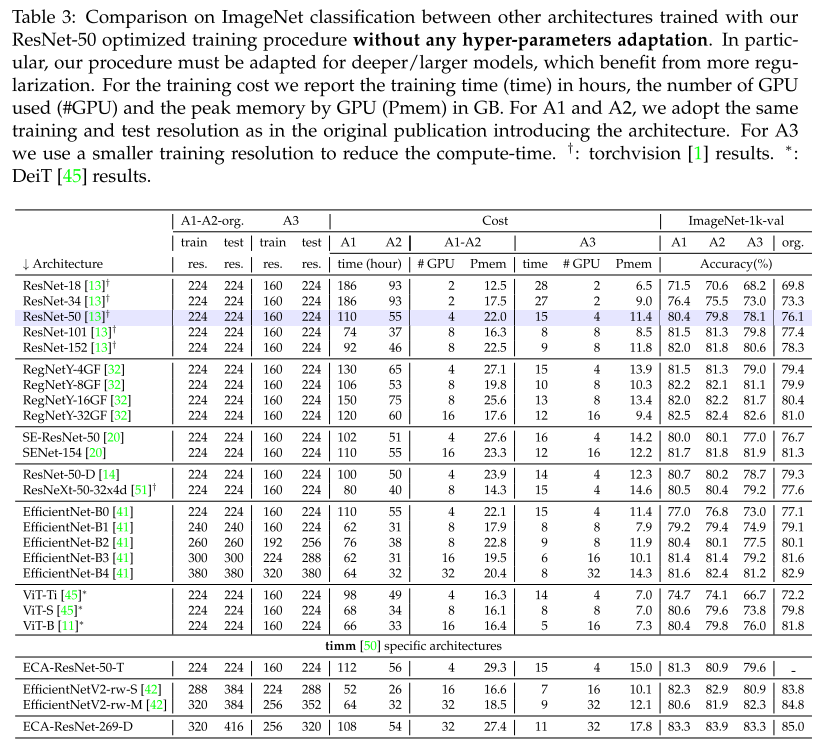 Table 3: Comparison on ImageNet classification between other architectures trained with our
ResNet-50 optimized training procedure without any hyper-parameters adaptation. In partic-
ular, our procedure must be adapted for deeper/larger models, which benefit from more regu-
larization. For the training cost we report the training time (time) in hours, the number of GPU
used (#GPU) and the peak memory by GPU (Pmem) in GB. For A1 and A2, we adopt the same
training and test resolution as in the original publication introducing the architecture. For A3
we use a smaller training resolution to reduce the compute-time. †: torchvision [1] results. *:
DeiT [45] results.
A1-A2-org. A3 Cost ImageNet-1k-val
train test train test A1 A2 A1-A2 A3 A1 A2 A3 org.
↓ Architecture res. res. res. res. time (hour) # GPU Pmem time # GPU Pmem Accuracy(%)
ResNet-18 [13]† 224 224 160 224 186 93 2 12.5 28 2 6.5 71.5 70.6 68.2 69.8
ResNet-34 [13]† 224 224 160 224 186 93 2 17.5 27 2 9.0 76.4 75.5 73.0 73.3
ResNet-50 [13]† 224 224 160 224 110 55 4 22.0 15 4 11.4 80.4 79.8 78.1 76.1
ResNet-101 [13]† 224 224 160 224 74 37 8 16.3 8 8 8.5 81.5 81.3 79.8 77.4
ResNet-152 [13]† 224 224 160 224 92 46 8 22.5 9 8 11.8 82.0 81.8 80.6 78.3
RegNetY-4GF [32] 224 224 160 224 130 65 4 27.1 15 4 13.9 81.5 81.3 79.0 79.4
RegNetY-8GF [32] 224 224 160 224 106 53 8 19.8 10 8 10.3 82.2 82.1 81.1 79.9
RegNetY-16GF [32] 224 224 160 224 150 75 8 25.6 13 8 13.4 82.0 82.2 81.7 80.4
RegNetY-32GF [32] 224 224 160 224 120 60 16 17.6 12 16 9.4 82.5 82.4 82.6 81.0
SE-ResNet-50 [20] 224 224 160 224 102 51 4 27.6 16 4 14.2 80.0 80.1 77.0 76.7
SENet-154 [20] 224 224 160 224 110 55 16 23.3 12 16 12.2 81.7 81.8 81.9 81.3
ResNet-50-D [14] 224 224 160 224 100 50 4 23.9 14 4 12.3 80.7 80.2 78.7 79.3
ResNeXt-50-32x4d [51]† 224 224 160 224 80 40 8 14.3 15 4 14.6 80.5 80.4 79.2 77.6
EfficientNet-B0 [41] 224 224 160 224 110 55 4 22.1 15 4 11.4 77.0 76.8 73.0 77.1
EfficientNet-B1 [41] 240 240 160 224 62 31 8 17.9 8 8 7.9 79.2 79.4 74.9 79.1
EfficientNet-B2 [41] 260 260 192 256 76 38 8 22.8 9 8 11.9 80.4 80.1 77.5 80.1
EfficientNet-B3 [41] 300 300 224 288 62 31 16 19.5 6 16 10.1 81.4 81.4 79.2 81.6
EfficientNet-B4 [41] 380 380 320 380 64 32 32 20.4 8 32 14.3 81.6 82.4 81.2 82.9
ViT-Ti [45]* 224 224 160 224 98 49 4 16.3 14 4 7.0 74.7 74.1 66.7 72.2
ViT-S [45]* 224 224 160 224 68 34 8 16.1 8 8 7.0 80.6 79.6 73.8 79.8
ViT-B [11]* 224 224 160 224 66 33 16 16.4 5 16 7.3 80.4 79.8 76.0 81.8
timm [50] specific architectures
ECA-ResNet-50-T 224 224 160 224 112 56 4 29.3 15 4 15.0 81.3 80.9 79.6 -
EfficientNetV2-rw-S [42] 288 384 224 288 52 26 16 16.6 7 16 10.1 82.3 82.9 80.9 83.8
EfficientNetV2-rw-M [42] 320 384 256 352 64 32 32 18.5 9 32 12.1 80.6 81.9 82.3 84.8
ECA-ResNet-269-D 320 416 256 320 108 54 32 27.4 11 32 17.8 83.3 83.9 83.3 85.0